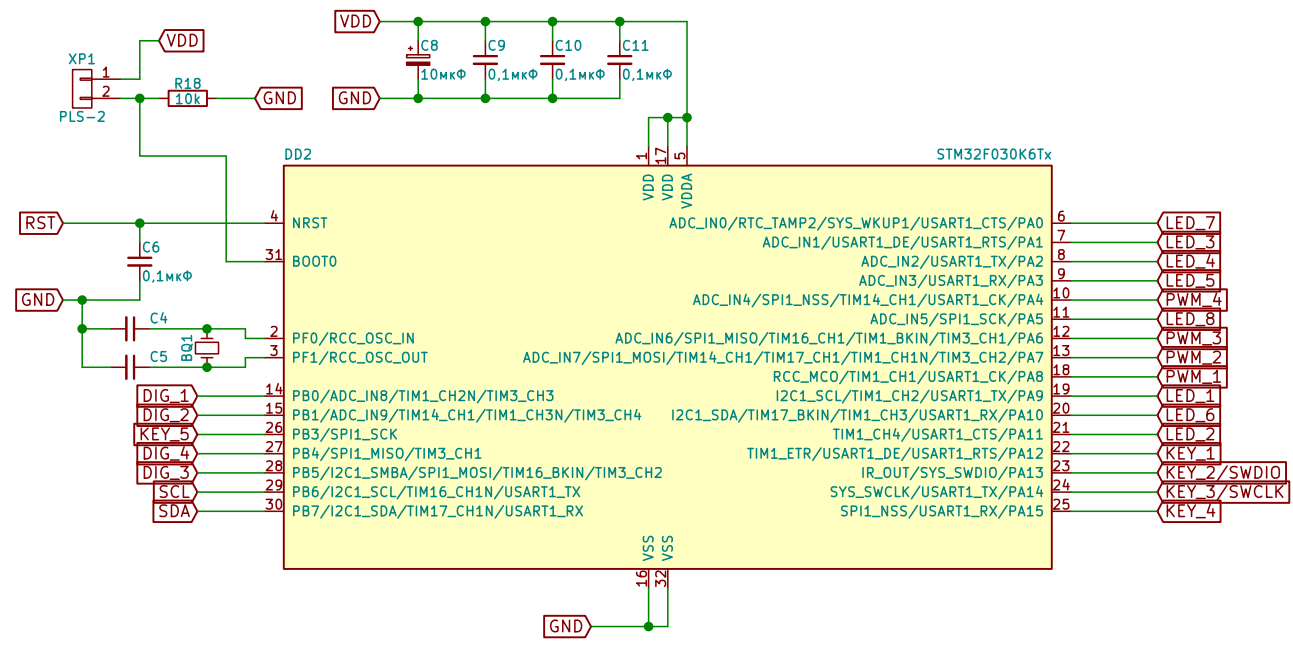 VDD
XP1
1
2
PLS-2
VDD
R18
10k
GND
VDD
C8
10мкФ
C9
0,1мкФ
C10
0,1мкФ
C11
0,1мкФ
GND
DD2
STM32F030K6Tx
1
17
5
VDD
VDD
VDDA
RST
4
NRST
C6
0,1мкФ
31
BOOT0
GND
C4
C5
BQ1
2
PF0/RCC_OSC_IN
3
PF1/RCC_OSC_OUT
DIG_1
14
PB0/ADC_IN8/TIM1_CH2N/TIM3_CH3
DIG_2
15
PB1/ADC_IN9/TIM14_CH1/TIM1_CH3N/TIM3_CH4
KEY_5
26
PB3/SPI1_SCK
DIG_4
27
PB4/SPI1_MISO/TIM3_CH1
DIG_3
28
PB5/I2C1_SMBA/SPI1_MOSI/TIM16_BKIN/TIM3_CH2
SCL
29
PB6/I2C1_SCL/TIM16_CH1N/USART1_TX
SDA
30
PB7/I2C1_SDA/TIM17_CH1N/USART1_RX
ADC_IN0/RTC_TAMP2/SYS_WKUP1/USART1_CTS/PA0
6
LED_7
ADC_IN1/USART1_DE/USART1_RTS/PA1
7
LED_3
ADC_IN2/USART1_TX/PA2
8
LED_4
ADC_IN3/USART1_RX/PA3
9
LED_5
ADC_IN4/SPI1_NSS/TIM14_CH1/USART1_CK/PA4
10
PWM_4
ADC_IN5/SPI1_SCK/PA5
11
LED_8
ADC_IN6/SPI1_MISO/TIM16_CH1/TIM1_BKIN/TIM3_CH1/PA6
12
PWM_3
ADC_IN7/SPI1_MOSI/TIM14_CH1/TIM17_CH1/TIM1_CH1N/TIM3_CH2/PA7
13
PWM_2
RCC_MCO/TIM1_CH1/USART1_CK/PA8
18
PWM_1
I2C1_SCL/TIM1_CH2/USART1_TX/PA9
19
LED_1
I2C1_SDA/TIM17_BKIN/TIM1_CH3/USART1_RX/PA10
20
LED_6
TIM1_CH4/USART1_CTS/PA11
21
LED_2
TIM1_ETR/USART1_DE/USART1_RTS/PA12
22
KEY_1
IR_OUT/SYS_SWDIO/PA13
23
KEY_2/SWDIO
SYS_SWCLK/USART1_TX/PA14
24
KEY_3/SWCLK
SPI1_NSS/USART1_RX/PA15
25
KEY_4
VSS
VSS
16
32
GND